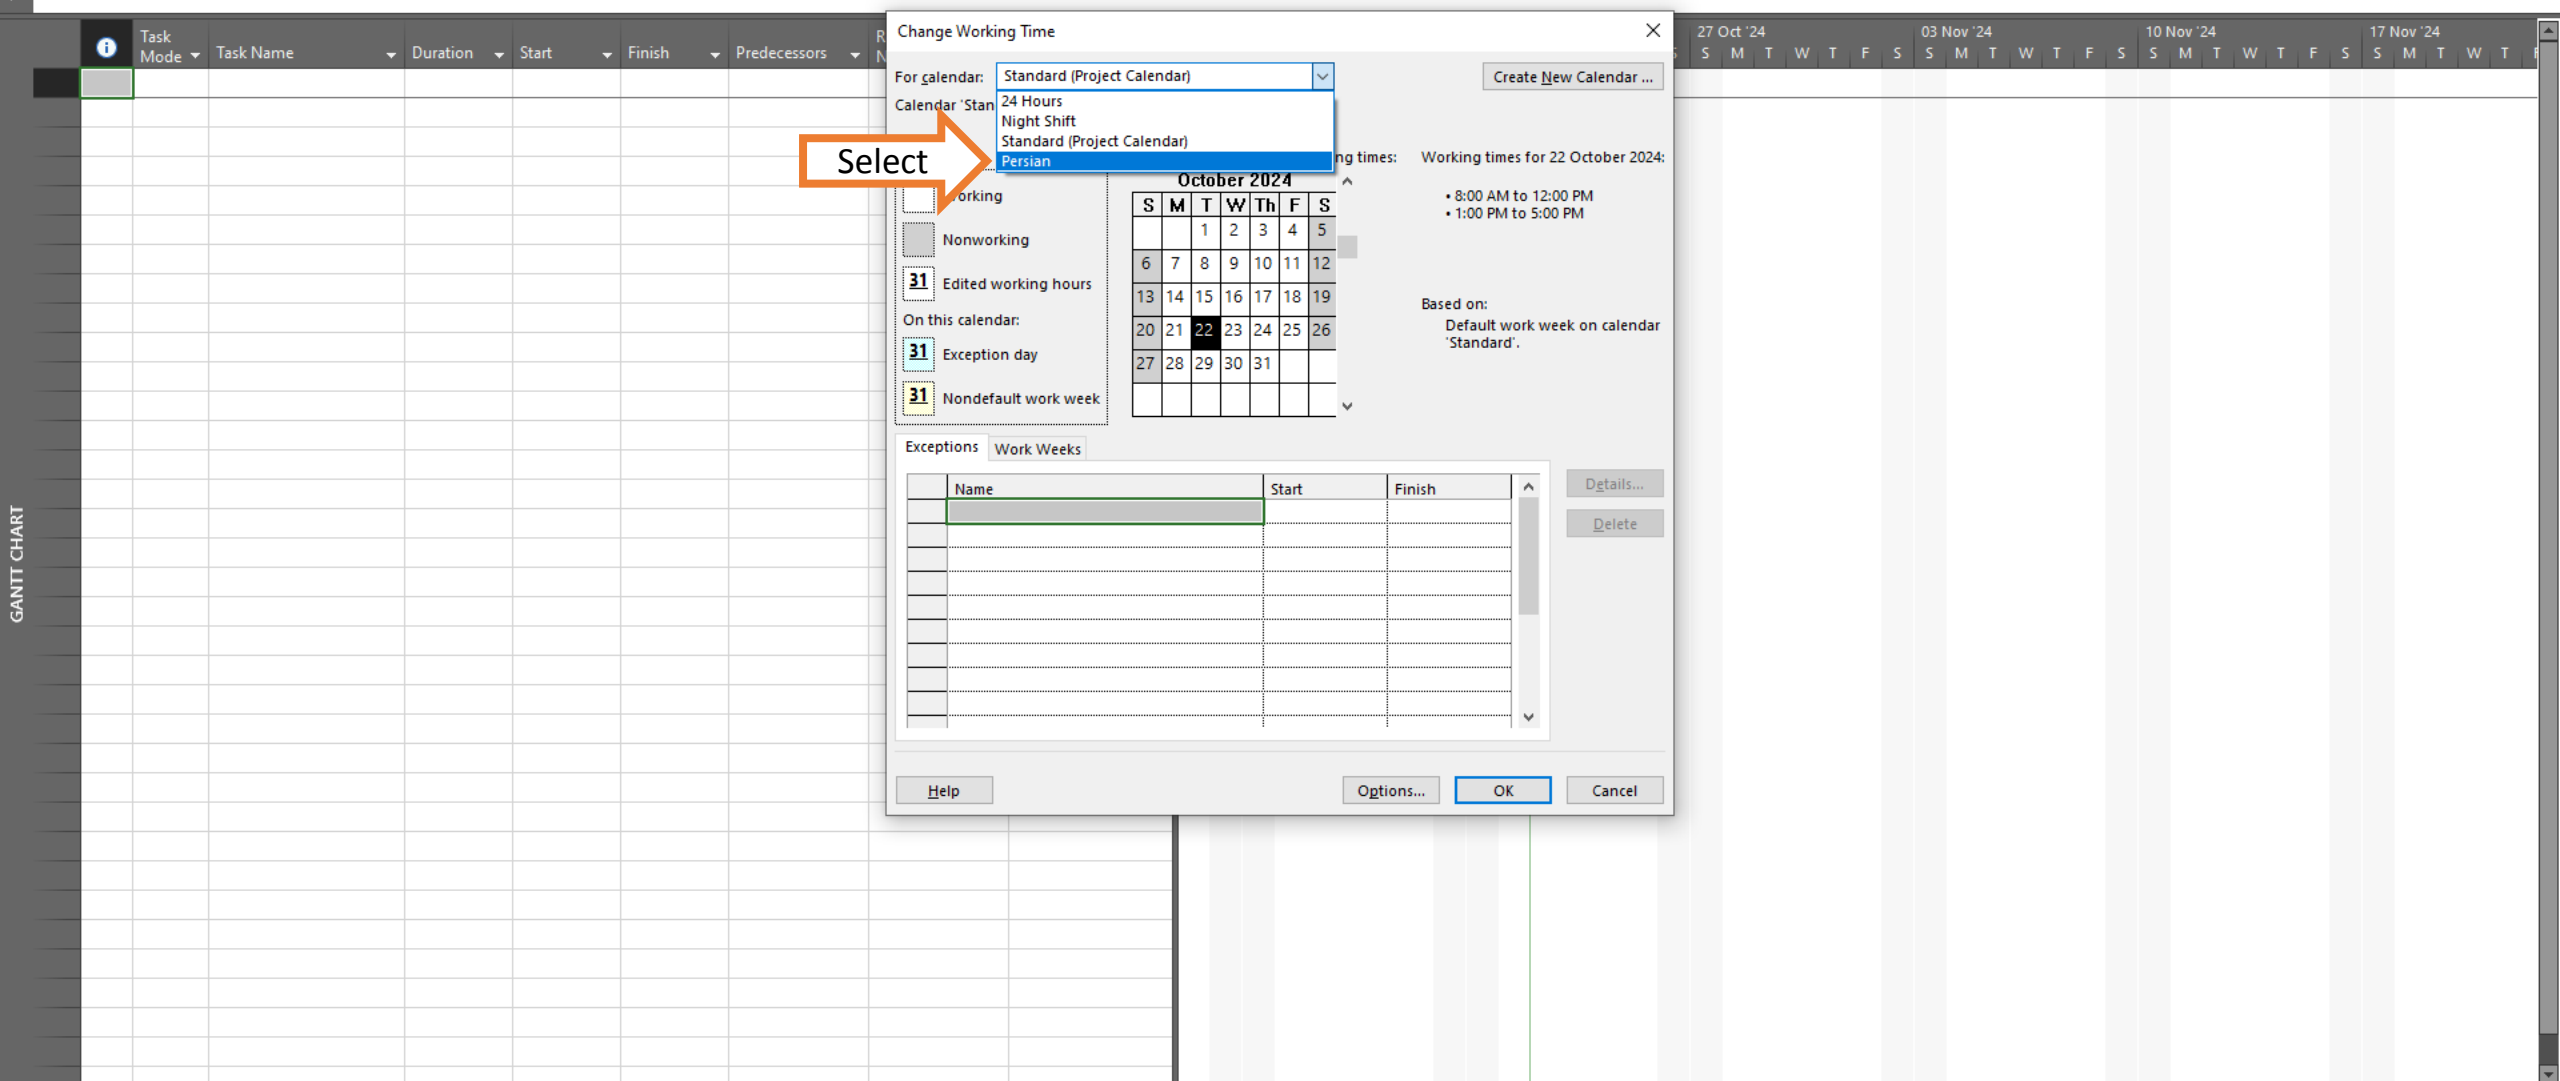 Task
Mode
Task Name
Duration
Start
Finish
Predecessors
R
N
27 Oct '24
03 Nov '24
10 Nov '24
17 Nov '24
S M T W T F S S M T W T F S S M T W T F S S M T W T
GANTT CHART
Change Working Time
For calendar:
Standard (Project Calendar)
Create New Calendar ...
Calendar 'Stan
24 Hours
Night Shift
Standard (Project Calendar)
Persian
Select
ng times:
Working times for 22 October 2024:
• 8:00 AM to 12:00 PM
• 1:00 PM to 5:00 PM
orking
Nonworking
31 Edited working hours
On this calendar:
31 Exception day
31 Nondefault work week
October 2024
S M T W Th F S
1 2 3 4 5
6 7 8 9 10 11 12
13 14 15 16 17 18 19
20 21 22 23 24 25 26
27 28 29 30 31
Based on:
Default work week on calendar
'Standard'.
Exceptions
Work Weeks
Name
Start
Finish
Details...
Delete
Help
Options...
OK
Cancel